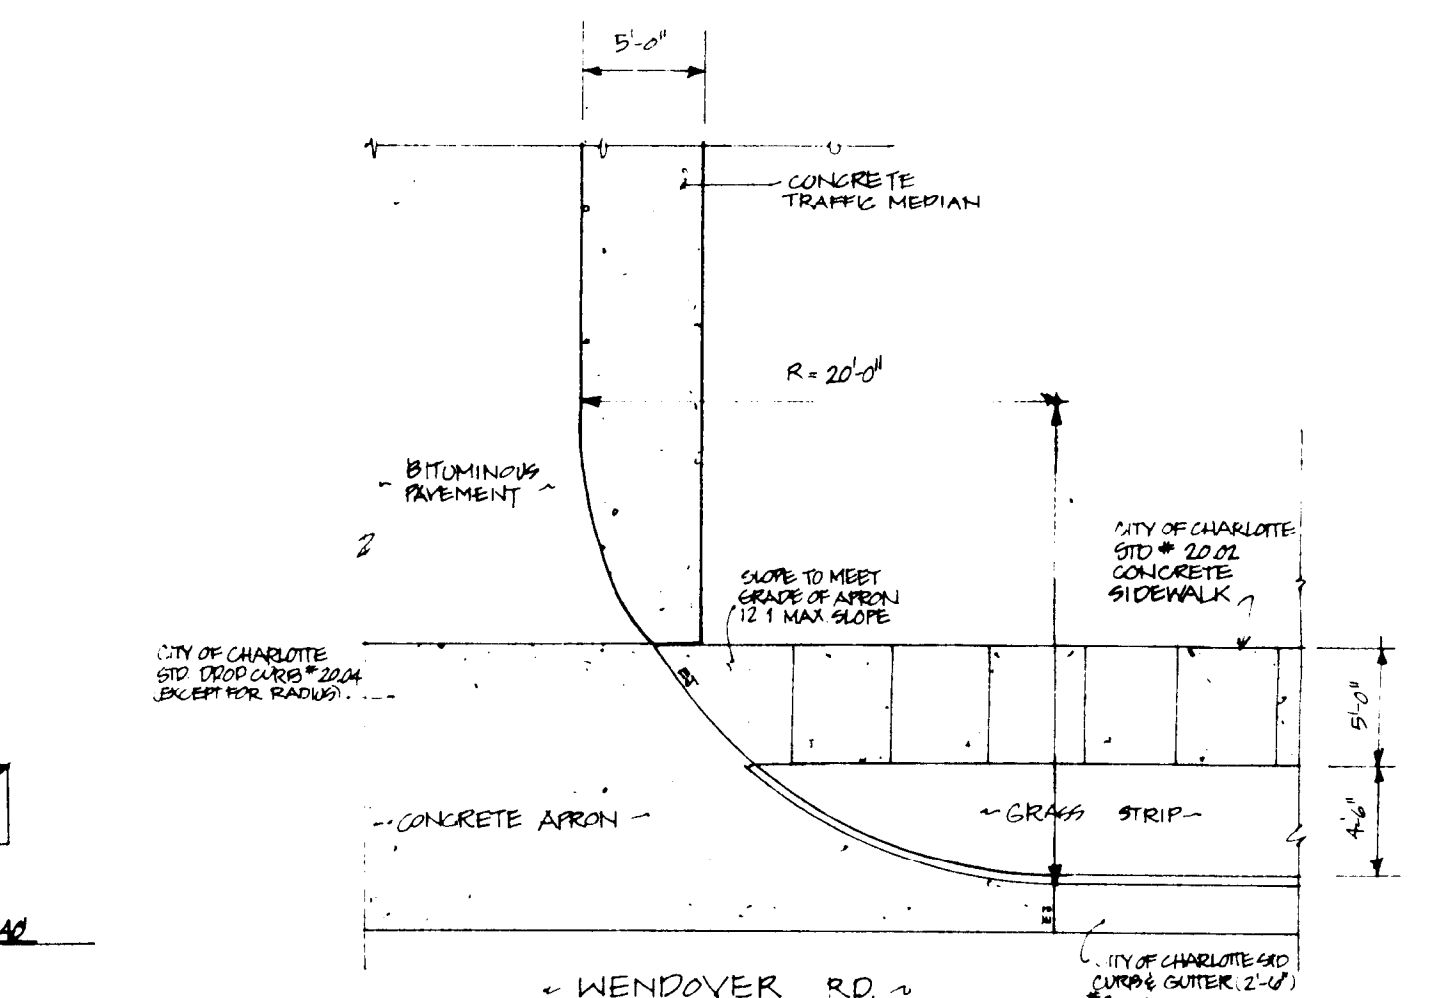 5'-0"
CONCRETE
TRAFFIC MEDIAN
R = 20'-0"
BITUMINOUS
PAVEMENT
2
CITY OF CHARLOTTE
STD # 20.02
CONCRETE
SIDEWALK
SLOPE TO MEET
GRADE OF APRON
12 1 MAX. SLOPE
CITY OF CHARLOTTE
STD. DROP CURB # 20.04
(EXCEPT FOR RADIUS).
5'-0"
CONCRETE APRON
GRASS STRIP
4'-6"
40'
CITY OF CHARLOTTE STD
CURB & GUTTER (2'-6")
WENDOVER RD.